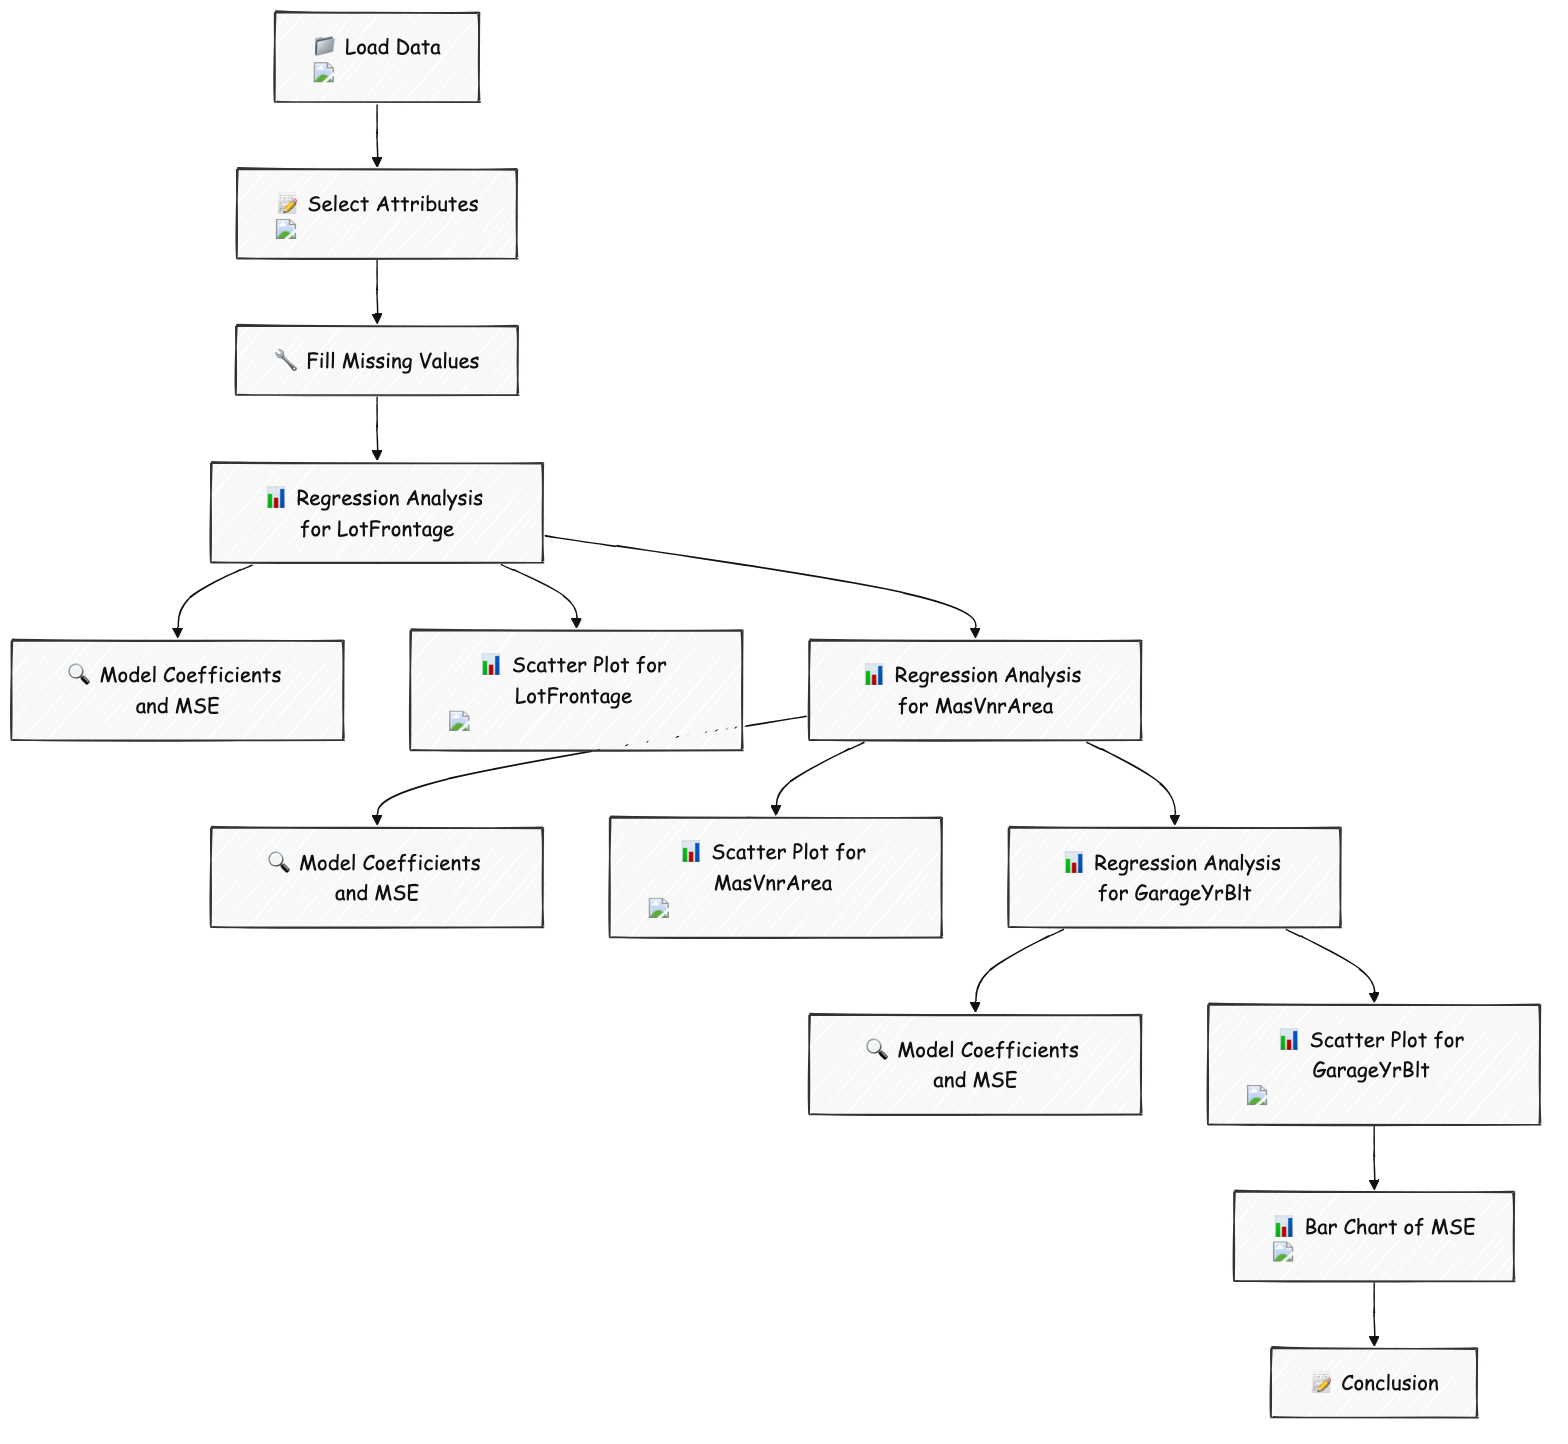 Load Data
Select Attributes
Fill Missing Values
Regression Analysis
for LotFrontage
Model Coefficients
and MSE
Scatter Plot for
LotFrontage
Regression Analysis
for MasVnrArea
Model Coefficients
and MSE
Scatter Plot for
MasVnrArea
Regression Analysis
for GarageYrBlt
Model Coefficients
and MSE
Scatter Plot for
GarageYrBlt
Bar Chart of MSE
Conclusion